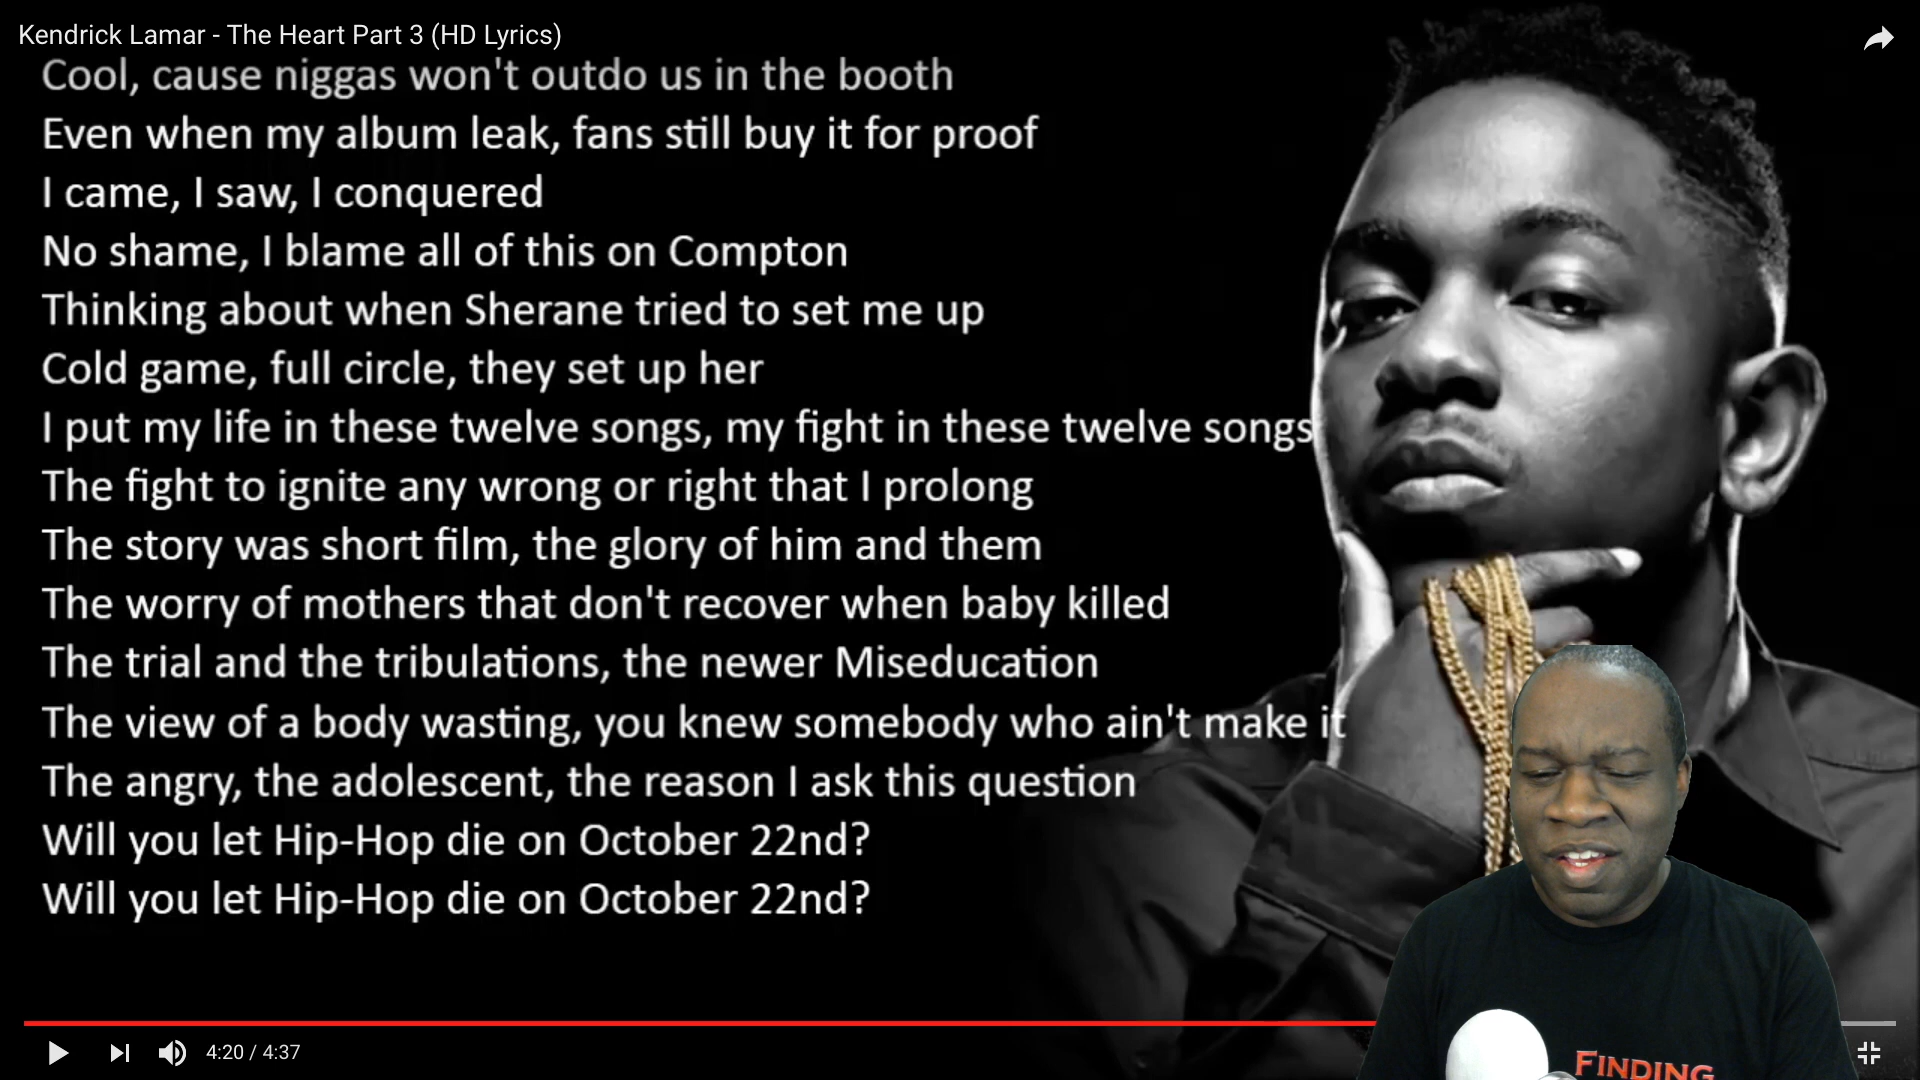 Kendrick Lamar - The Heart Part 3 (HD Lyrics)
Cool, cause niggas won't outdo us in the booth
Even when my album leak, fans still buy it for proof
I came, I saw, I conquered
No shame, I blame all of this on Compton
Thinking about when Sherane tried to set me up
Cold game, full circle, they set up her
I put my life in these twelve songs, my fight in these twelve songs
The fight to ignite any wrong or right that I prolong
The story was short film, the glory of him and them
The worry of mothers that don't recover when baby killed
The trial and the tribulations, the newer Miseducation
The view of a body wasting, you knew somebody who ain't make it
The angry, the adolescent, the reason I ask this question
Will you let Hip-Hop die on October 22nd?
Will you let Hip-Hop die on October 22nd?
4:20 / 4:37
FINDING